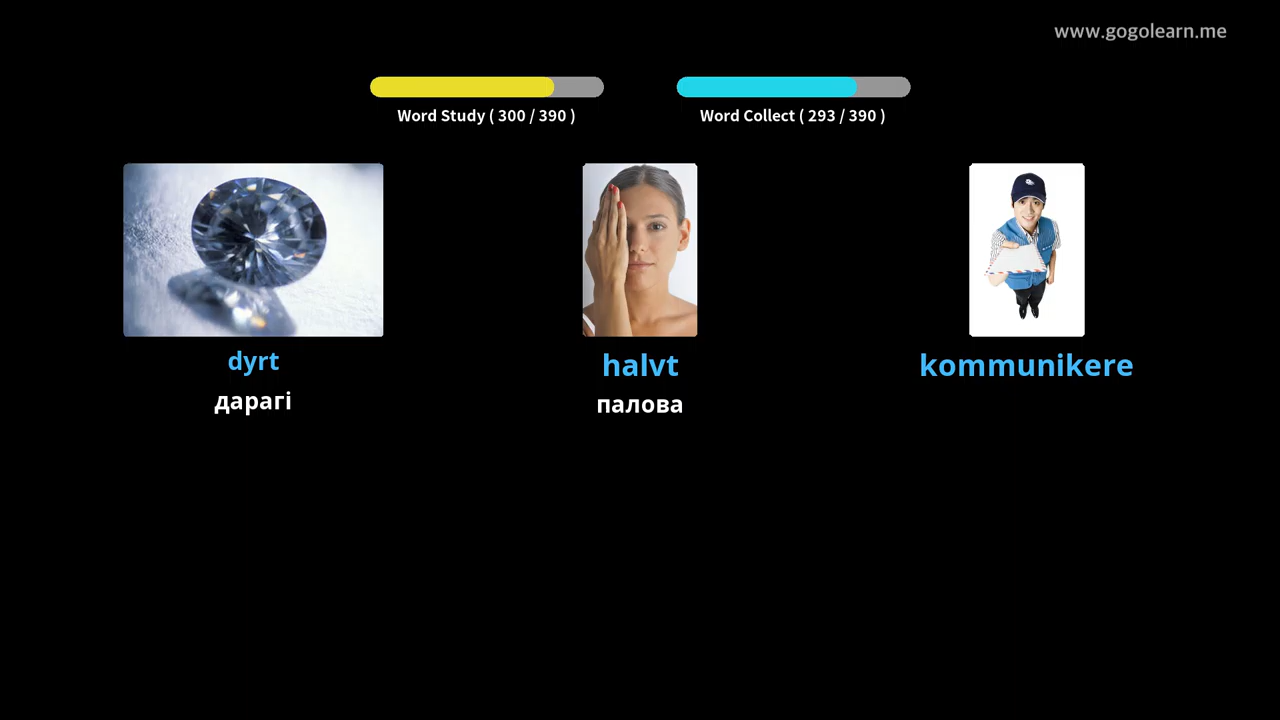 www.gogolearn.me
Word Study ( 300 / 390 )
Word Collect ( 293 / 390 )
dyrt
halvt
kommunikere
дарагі
палова